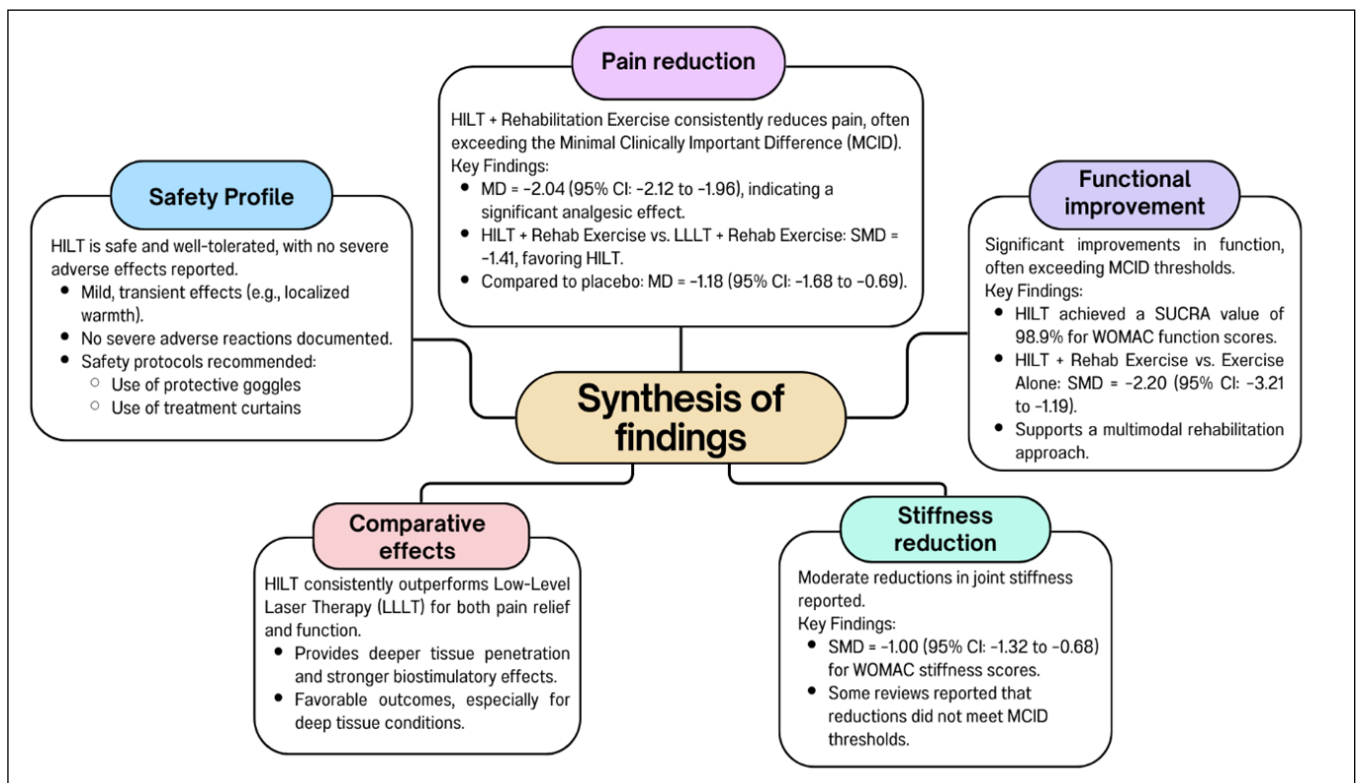 Pain reduction
HILT + Rehabilitation Exercise consistently reduces pain, often
exceeding the Minimal Clinically Important Difference (MCID).
Key Findings:
• MD = −2.04 (95% CI: −2.12 to −1.96), indicating a
significant analgesic effect.
• HILT + Rehab Exercise vs. LLLT + Rehab Exercise: SMD =
−1.41, favoring HILT.
• Compared to placebo: MD = −1.18 (95% CI: −1.68 to −0.69).
Safety Profile
HILT is safe and well-tolerated, with no severe
adverse effects reported.
• Mild, transient effects (e.g., localized
warmth).
• No severe adverse reactions documented.
• Safety protocols recommended:
○ Use of protective goggles
○ Use of treatment curtains
Functional
improvement
Significant improvements in function,
often exceeding MCID thresholds.
Key Findings:
• HILT achieved a SUCRA value of
98.9% for WOMAC function scores.
• HILT + Rehab Exercise vs. Exercise
Alone: SMD = −2.20 (95% CI: −3.21
to −1.19).
• Supports a multimodal rehabilitation
approach.
Synthesis of
findings
Comparative
effects
HILT consistently outperforms Low-Level
Laser Therapy (LLLT) for both pain relief
and function.
• Provides deeper tissue penetration
and stronger biostimulatory effects.
• Favorable outcomes, especially for
deep tissue conditions.
Stiffness
reduction
Moderate reductions in joint stiffness
reported.
Key Findings:
• SMD = −1.00 (95% CI: −1.32 to −0.68)
for WOMAC stiffness scores.
• Some reviews reported that
reductions did not meet MCID
thresholds.